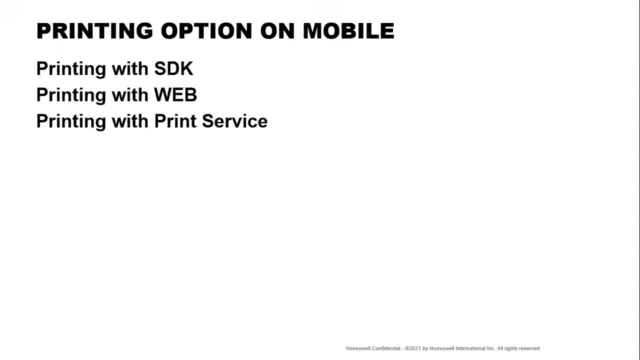 PRINTING OPTION ON MOBILE
Printing with SDK
Printing with WEB
Printing with Print Service
Honeywell Confidential - ©2021 by Honeywell International Inc. All rights reserved